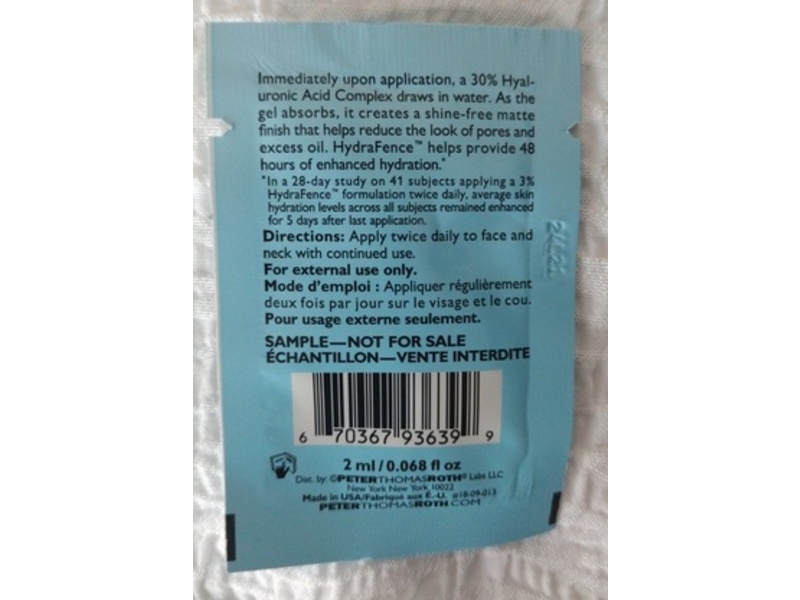 Immediately upon application, a 30% Hyal-
uronic Acid Complex draws in water. As the
gel absorbs, it creates a shine-free matte
finish that helps reduce the look of pores and
excess oil. HydraFence™ helps provide 48
hours of enhanced hydration.*
*In a 28-day study on 41 subjects applying a 3%
HydraFence™ formulation twice daily, average skin
hydration levels across all subjects remained enhanced
for 5 days after last application.
Directions: Apply twice daily to face and
neck with continued use.
For external use only.
Mode d'emploi : Appliquer régulièrement
deux fois par jour sur le visage et le cou.
Pour usage externe seulement.
SAMPLE—NOT FOR SALE
ÉCHANTILLON—VENTE INTERDITE
6 70367 93639 9
2 ml/0.068 fl oz
Dist. by: ©PETERTHOMASROTH® Labs LLC
New York New York 10022
Made in USA/Fabriqué aux É.-U. 
PETERTHOMASROTH.COM